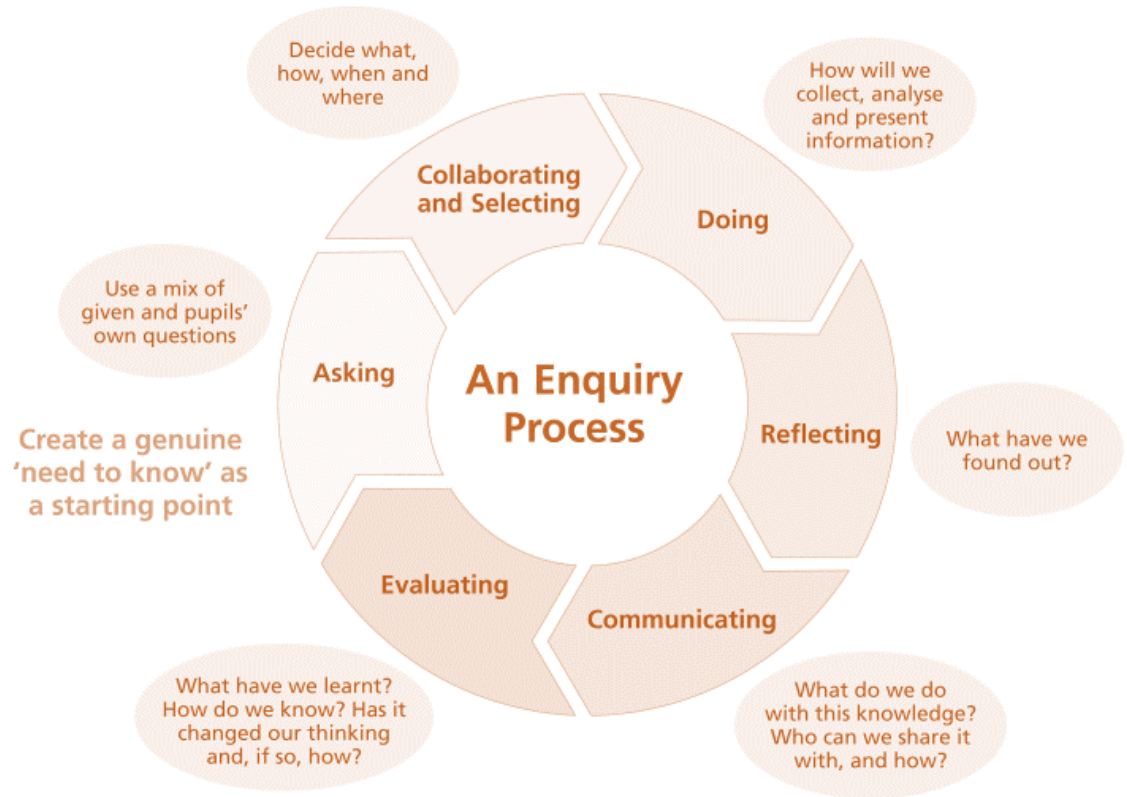 An Enquiry
Process
Create a genuine
‘need to know’ as
a starting point
Asking
Use a mix of
given and pupils’
own questions
Collaborating
and Selecting
Decide what,
how, when and
where
Doing
How will we
collect, analyse
and present
information?
Reflecting
What have we
found out?
Communicating
What do we do
with this knowledge?
Who can we share it
with, and how?
Evaluating
What have we learnt?
How do we know? Has it
changed our thinking
and, if so, how?